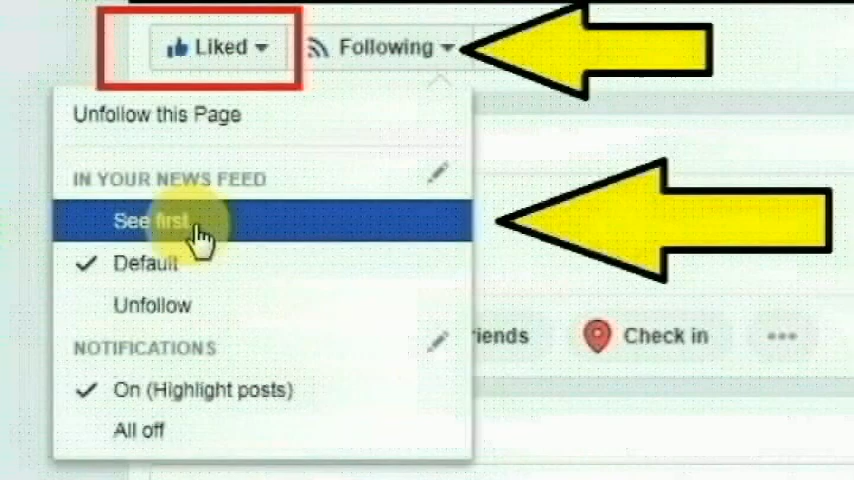 Liked Following
Unfollow this Page
IN YOUR NEWS FEED
See first
Default
Unfollow
NOTIFICATIONS
riends Check in
On (Highlight posts)
All off